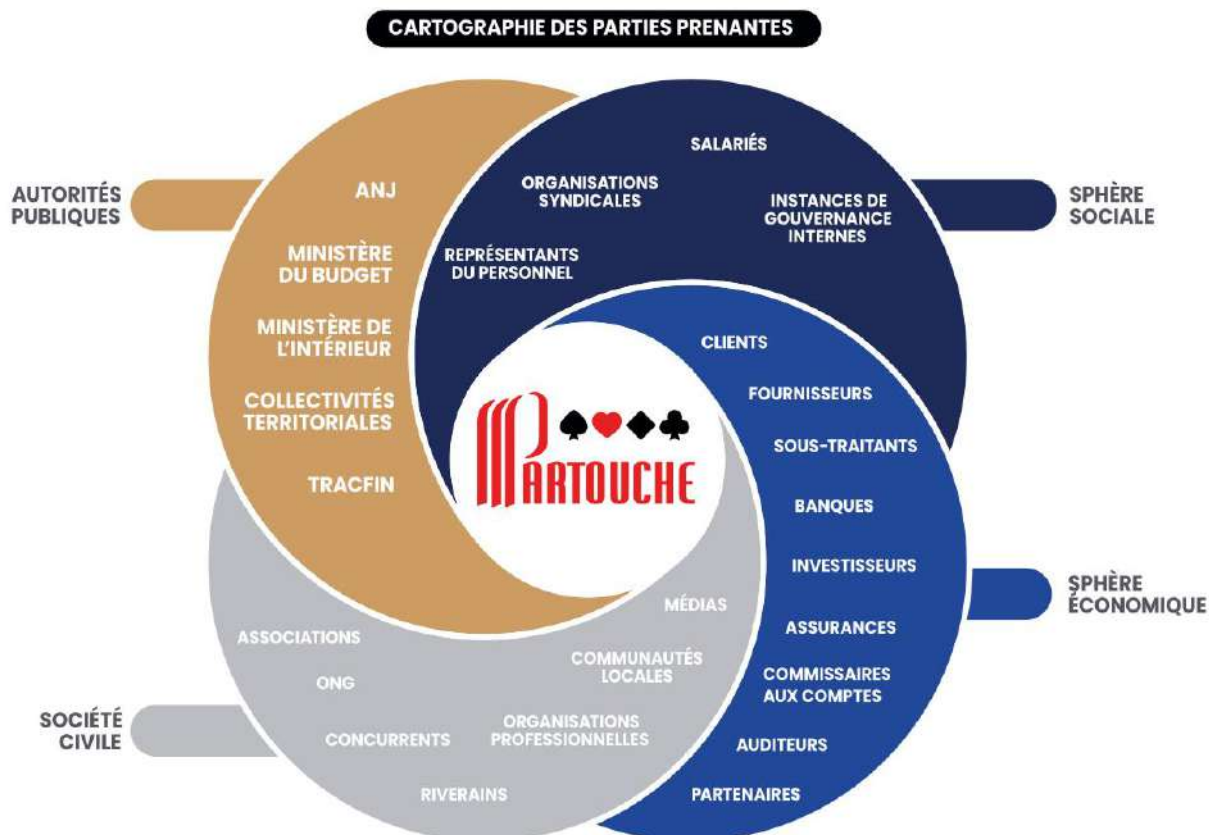 CARTOGRAPHIE DES PARTIES PRENANTES
AUTORITÉS
PUBLIQUES
ANJ
MINISTÈRE
DU BUDGET
MINISTÈRE DE
L'INTÉRIEUR
COLLECTIVITÉS
TERRITORIALES
TRACFIN
SALARIÉS
ORGANISATIONS
SYNDICALES
INSTANCES DE
GOUVERNANCE
INTERNES
REPRÉSENTANTS
DU PERSONNEL
SPHÈRE
SOCIALE
PARTOUCHE
CLIENTS
FOURNISSEURS
SOUS-TRAITANTS
BANQUES
INVESTISSEURS
ASSURANCES
COMMISSAIRES
AUX COMPTES
AUDITEURS
PARTENAIRES
SPHÈRE
ÉCONOMIQUE
MÉDIAS
COMMUNAUTÉS
LOCALES
ORGANISATIONS
PROFESSIONNELLES
ASSOCIATIONS
ONG
CONCURRENTS
RIVERAINS
SOCIÉTÉ
CIVILE